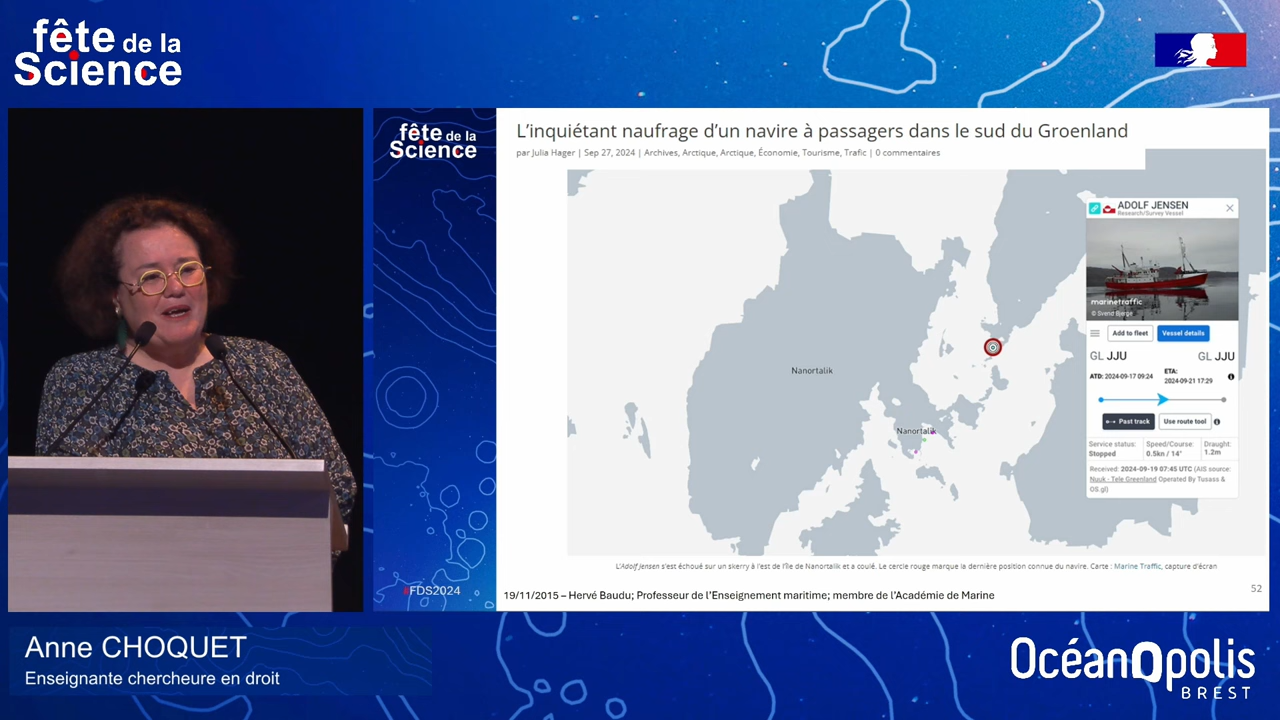 fête de la
Science
fête de la
Science
L'inquiétant naufrage d'un navire à passagers dans le sud du Groenland
par Julia Hager | Sep 27, 2024 | Archives, Arctique, Arctique, Économie, Tourisme, Trafic | 0 commentaires
Nanortalik
Nanortalik
ADOLF JENSEN
Research/Survey Vessel
marinetraffic
© Svend Bjerge
Add to fleet
Vessel details
GL JJU
GL JJU
ATD: 2024-09-17 09:24
ETA:
2024-09-21 17:29
Past track
Use route tool
Service status:
Stopped
Speed/Course:
0.5kn / 14°
Draught:
1.2m
Received: 2024-09-19 07:45 UTC (AIS source:
Nuuk - Tele Greenland Operated By Tusass &
OS.gl)
L'Adolf Jensen s'est échoué sur un skerry à l'est de l'île de Nanortalik et a coulé. Le cercle rouge marque la dernière position connue du navire. Carte : Marine Traffic, capture d'écran
#FDS2024
19/11/2015 – Hervé Baudu; Professeur de l'Enseignement maritime; membre de l'Académie de Marine
52
Anne CHOQUET
Enseignante chercheure en droit
OcéanOpolis
BREST